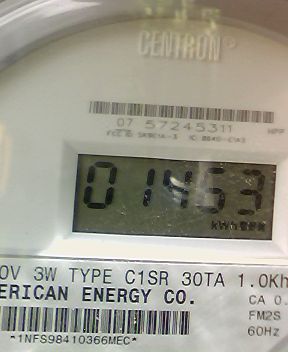 CENTRON®
07 57245311
HPP
01453
kWh
0V 3W TYPE C1SR 30TA 1.0Kh
ERICAN ENERGY CO.
CA 0.
FM2S
60Hz
*1NFS98410366MEC*